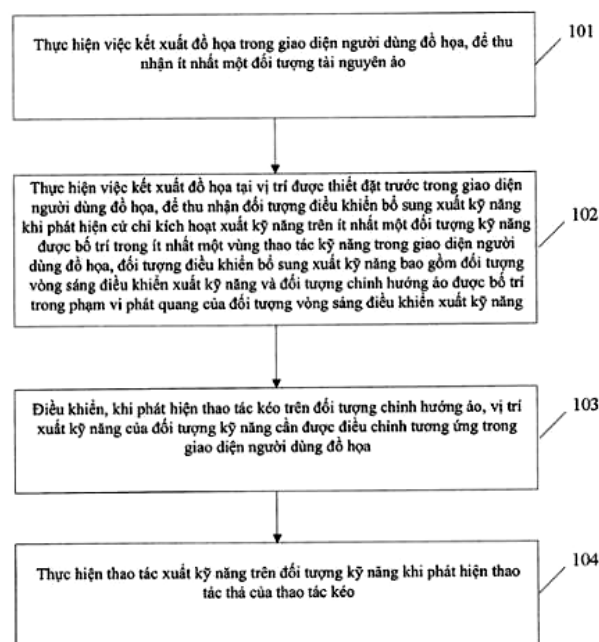 Thực hiện việc kết xuất đồ họa trong giao diện người dùng đồ họa, để thu
nhận ít nhất một đối tượng tài nguyên ảo
101
Thực hiện việc kết xuất đồ họa tại vị trí được thiết đặt trước trong giao diện
người dùng đồ họa, để thu nhận đối tượng điều khiển bổ sung xuất kỹ năng
khi phát hiện cử chỉ kích hoạt xuất kỹ năng trên ít nhất một đối tượng kỹ năng
được bố trí trong ít nhất một vùng thao tác kỹ năng trong giao diện người
dùng đồ họa, đối tượng điều khiển bổ sung xuất kỹ năng bao gồm đối tượng
vòng sáng điều khiển xuất kỹ năng và đối tượng chỉnh hướng ảo được bố trí
trong phạm vi phát quang của đối tượng vòng sáng điều khiển xuất kỹ năng
102
Điều khiển, khi phát hiện thao tác kéo trên đối tượng chỉnh hướng ảo, vị trí
xuất kỹ năng của đối tượng kỹ năng cần được điều chỉnh tương ứng trong
giao diện người dùng đồ họa
103
Thực hiện thao tác xuất kỹ năng trên đối tượng kỹ năng khi phát hiện thao
tác thả của thao tác kéo
104